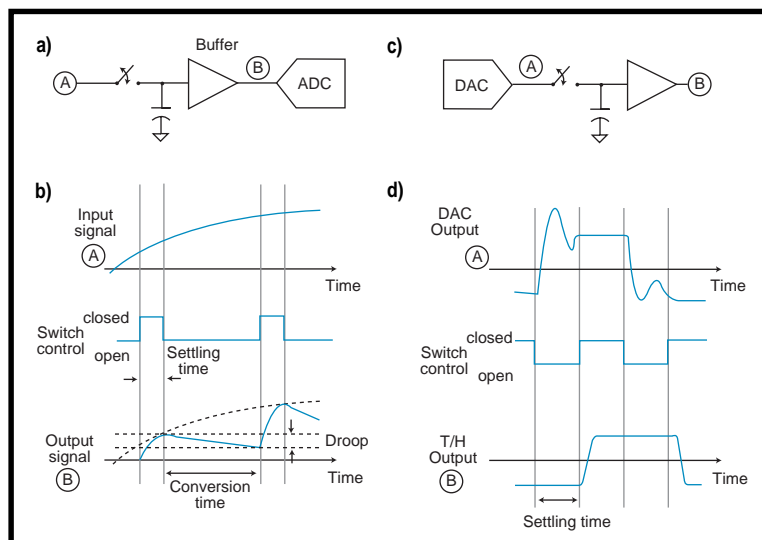 a)
Buffer
A
B
ADC
c)
DAC
A
B
b)
Input
signal
A
Time
Switch
control
closed
open
Settling
time
Output
signal
B
Droop
Time
Conversion
time
d)
DAC
Output
A
Time
Switch
control
closed
open
T/H
Output
B
Time
Settling time